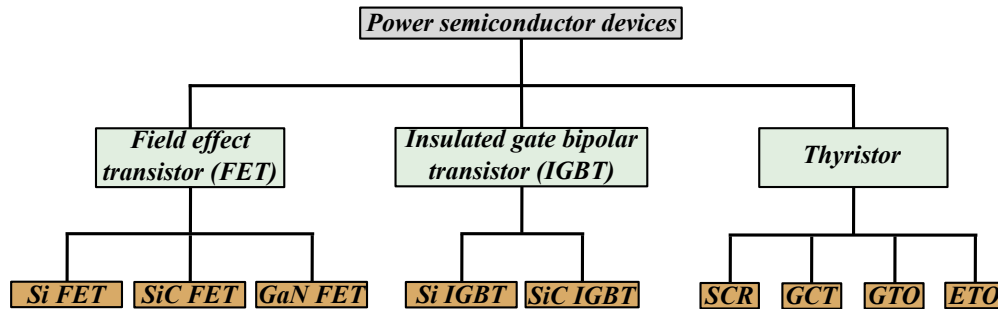 Power semiconductor devices
Field effect
transistor (FET)
Insulated gate bipolar
transistor (IGBT)
Thyristor
Si FET
SiC FET
GaN FET
Si IGBT
SiC IGBT
SCR
GCT
GTO
ETO